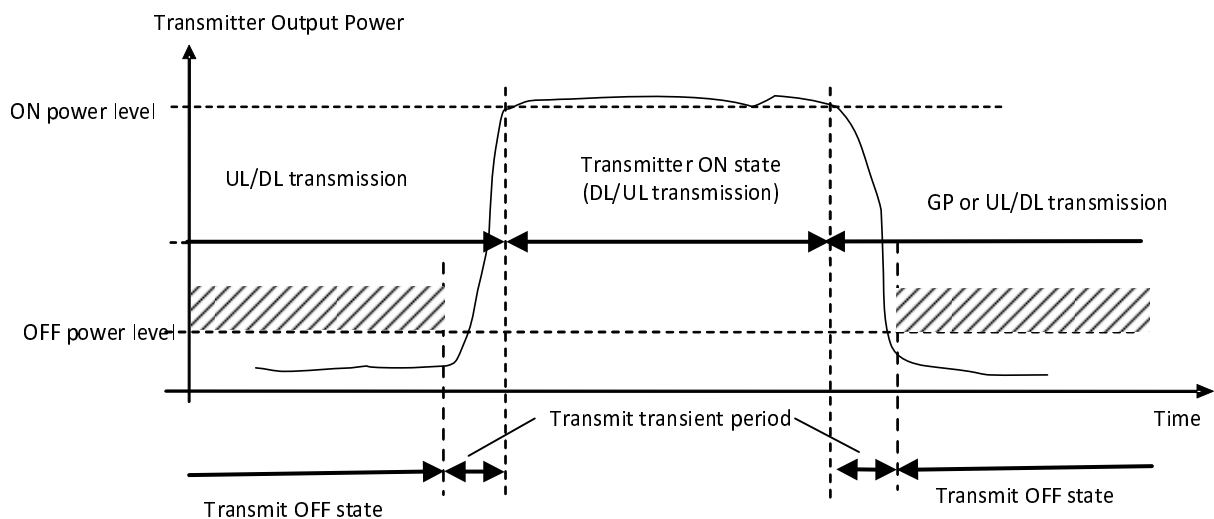 Transmitter Output Power
ON power level
UL/DL transmission
Transmitter ON state
(DL/UL transmission)
GP or UL/DL transmission
OFF power level
Transmit transient period
Time
Transmit OFF state
Transmit OFF state